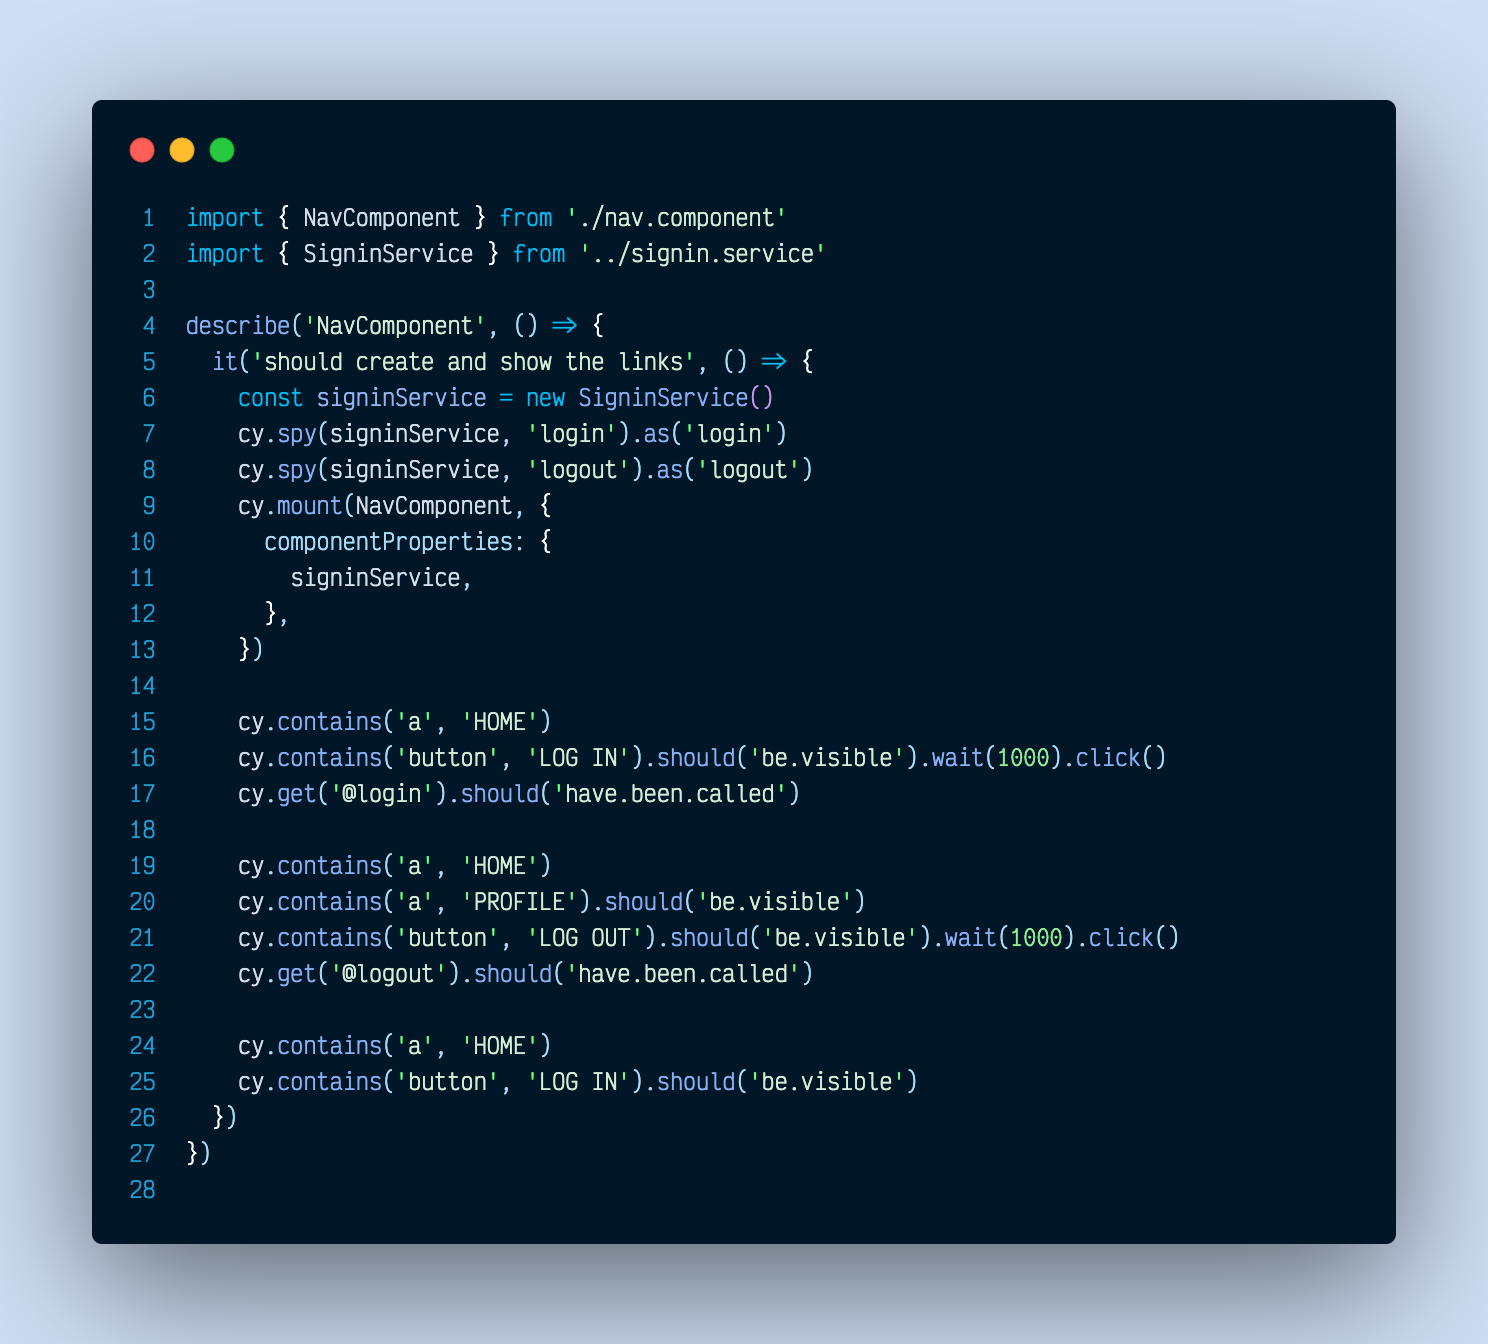 1 import { NavComponent } from './nav.component'
2 import { SigninService } from '../signin.service'
3
4 describe('NavComponent', () => {
5   it('should create and show the links', () => {
6     const signinService = new SigninService()
7     cy.spy(signinService, 'login').as('login')
8     cy.spy(signinService, 'logout').as('logout')
9     cy.mount(NavComponent, {
10       componentProperties: {
11         signinService,
12       },
13     })
14
15     cy.contains('a', 'HOME')
16     cy.contains('button', 'LOG IN').should('be.visible').wait(1000).click()
17     cy.get('@login').should('have.been.called')
18
19     cy.contains('a', 'HOME')
20     cy.contains('a', 'PROFILE').should('be.visible')
21     cy.contains('button', 'LOG OUT').should('be.visible').wait(1000).click()
22     cy.get('@logout').should('have.been.called')
23
24     cy.contains('a', 'HOME')
25     cy.contains('button', 'LOG IN').should('be.visible')
26   })
27 })
28